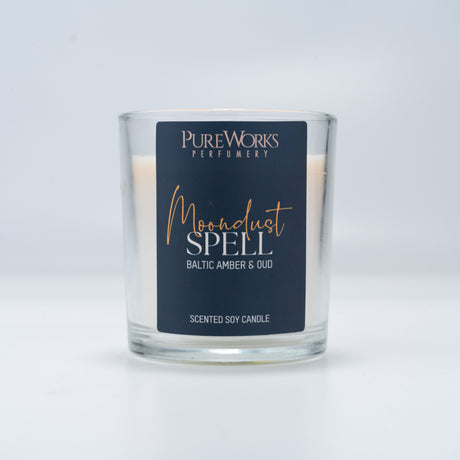 PUREWORKS
PERFUMERY
Moondust
SPELL
BALTIC AMBER & OUD
SCENTED SOY CANDLE